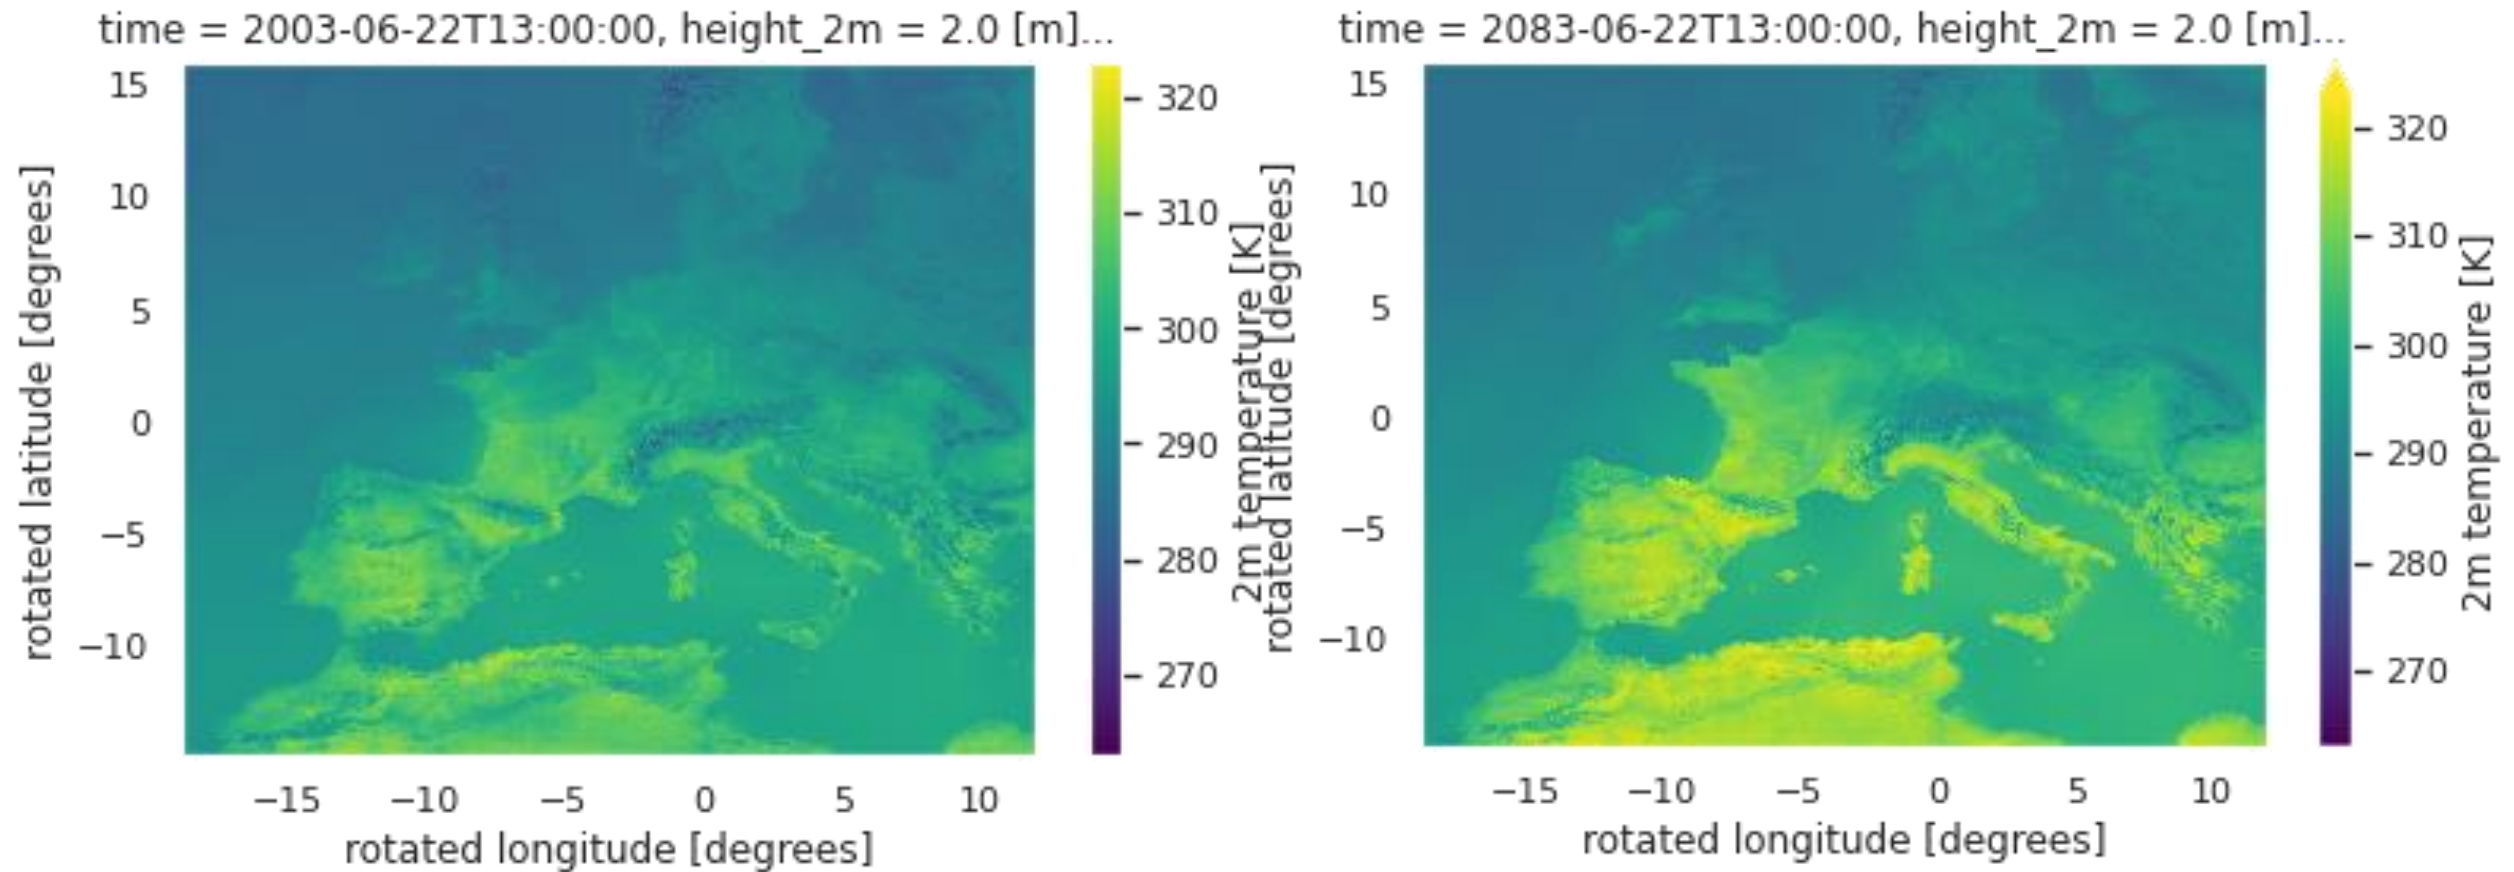 time = 2003-06-22T13:00:00, height_2m = 2.0 [m]...
15
10
5
0
−5
−10
rotated latitude [degrees]
−15 −10 −5 0 5 10
rotated longitude [degrees]
320
310
300
290
280
270
2m temperature [K]
time = 2083-06-22T13:00:00, height_2m = 2.0 [m]...
15
10
5
0
−5
−10
rotated latitude [degrees]
−15 −10 −5 0 5 10
rotated longitude [degrees]
320
310
300
290
280
270
2m temperature [K]